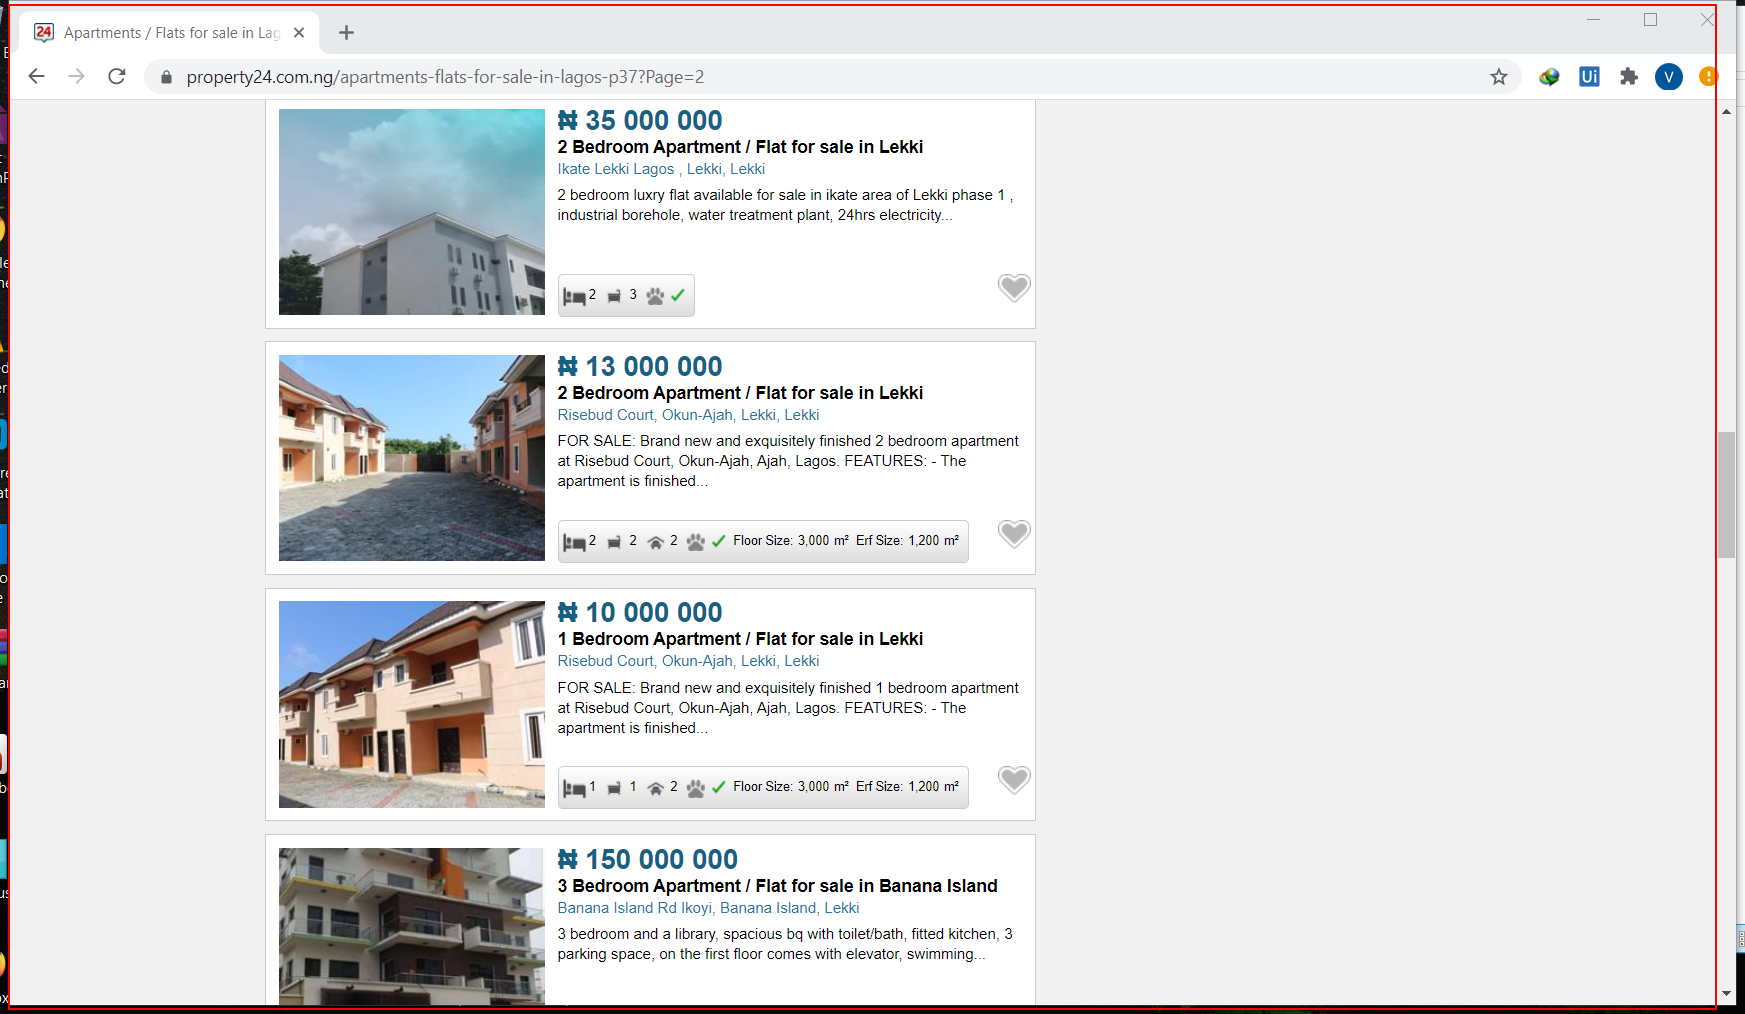 24 Apartments / Flats for sale in Lag
property24.com.ng/apartments-flats-for-sale-in-lagos-p37?Page=2
Ui
V
₦ 35 000 000
2 Bedroom Apartment / Flat for sale in Lekki
Ikate Lekki Lagos , Lekki, Lekki
2 bedroom luxry flat available for sale in ikate area of Lekki phase 1 ,
industrial borehole, water treatment plant, 24hrs electricity...
2 3
₦ 13 000 000
2 Bedroom Apartment / Flat for sale in Lekki
Risebud Court, Okun-Ajah, Lekki, Lekki
FOR SALE: Brand new and exquisitely finished 2 bedroom apartment
at Risebud Court, Okun-Ajah, Ajah, Lagos. FEATURES: - The
apartment is finished...
2 2 2 Floor Size: 3,000 m² Erf Size: 1,200 m²
₦ 10 000 000
1 Bedroom Apartment / Flat for sale in Lekki
Risebud Court, Okun-Ajah, Lekki, Lekki
FOR SALE: Brand new and exquisitely finished 1 bedroom apartment
at Risebud Court, Okun-Ajah, Ajah, Lagos. FEATURES: - The
apartment is finished...
1 1 2 Floor Size: 3,000 m² Erf Size: 1,200 m²
₦ 150 000 000
3 Bedroom Apartment / Flat for sale in Banana Island
Banana Island Rd Ikoyi, Banana Island, Lekki
3 bedroom and a library, spacious bq with toilet/bath, fitted kitchen, 3
parking space, on the first floor comes with elevator, swimming...